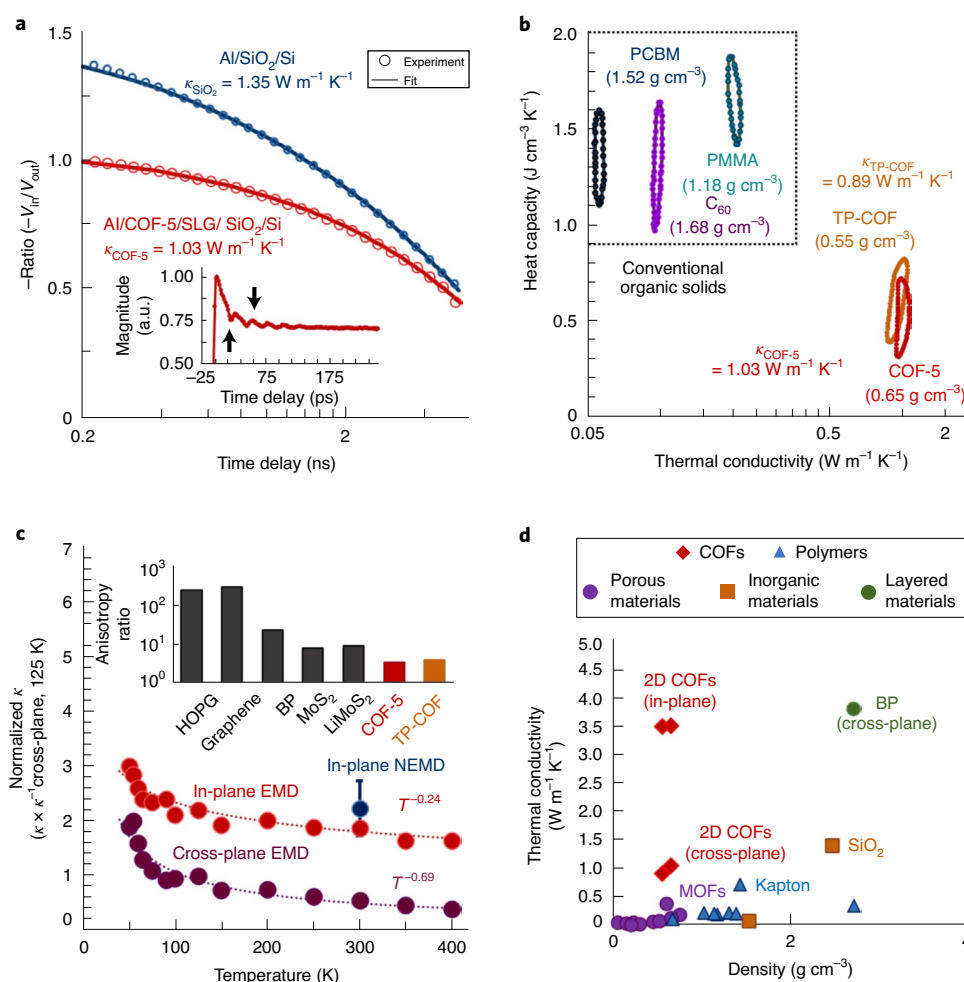 a
1.5
1.0
0.5
0
–Ratio (–V_in/V_out)
Al/SiO₂/Si
κ_SiO₂ = 1.35 W m⁻¹ K⁻¹
Experiment
Fit
Al/COF-5/SLG/ SiO₂/Si
κ_COF-5 = 1.03 W m⁻¹ K⁻¹
Magnitude
(a.u.)
1.00
0.75
0.50
–25 75 175
Time delay (ps)
0.2 2
Time delay (ns)
b
Heat capacity (J cm⁻³ K⁻¹)
2.0
1.5
1.0
0.5
0
PCBM
(1.52 g cm⁻³)
PMMA
(1.18 g cm⁻³)
C₆₀
(1.68 g cm⁻³)
Conventional
organic solids
κ_TP-COF
= 0.89 W m⁻¹ K⁻¹
TP-COF
(0.55 g cm⁻³)
κ_COF-5
= 1.03 W m⁻¹ K⁻¹
COF-5
(0.65 g cm⁻³)
0.05 0.5 2
Thermal conductivity (W m⁻¹ K⁻¹)
c
Normalized κ
(κ × κ⁻¹cross-plane, 125 K)
7
6
5
4
3
2
1
0
Anisotropy
ratio
10³
10²
10¹
10⁰
HOPG
Graphene
BP
MoS₂
LiMoS₂
COF-5
TP-COF
In-plane NEMD
In-plane EMD
T⁻⁰·²⁴
Cross-plane EMD
T⁻⁰·⁶⁹
0 100 200 300 400
Temperature (K)
d
COFs Polymers
Porous
materials
Inorganic
materials
Layered
materials
Thermal conductivity
(W m⁻¹ K⁻¹)
5.0
4.5
4.0
3.5
3.0
2.5
2.0
1.5
1.0
0.5
0
2D COFs
(in-plane)
BP
(cross-plane)
2D COFs
(cross-plane)
SiO₂
MOFs
Kapton
0 2 4
Density (g cm⁻³)